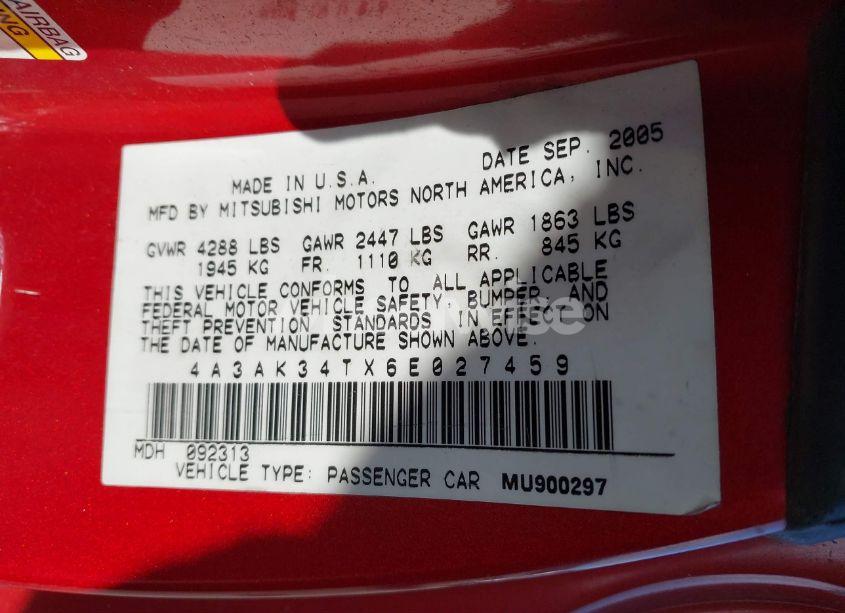 AIRBAG
NG
DATE SEP. 2005
MADE IN U.S.A.
MFD BY MITSUBISHI MOTORS NORTH AMERICA, INC.
GVWR 4288 LBS GAWR 2447 LBS GAWR 1863 LBS
1945 KG FR. 1110 KG RR. 845 KG
THIS VEHICLE CONFORMS TO ALL APPLICABLE
FEDERAL MOTOR VEHICLE SAFETY, BUMPER, AND
THEFT PREVENTION STANDARDS IN EFFECT ON
THE DATE OF MANUFACTURE SHOWN ABOVE.
4A3AK34TX6E027459
MDH 092313
VEHICLE TYPE: PASSENGER CAR MU900297